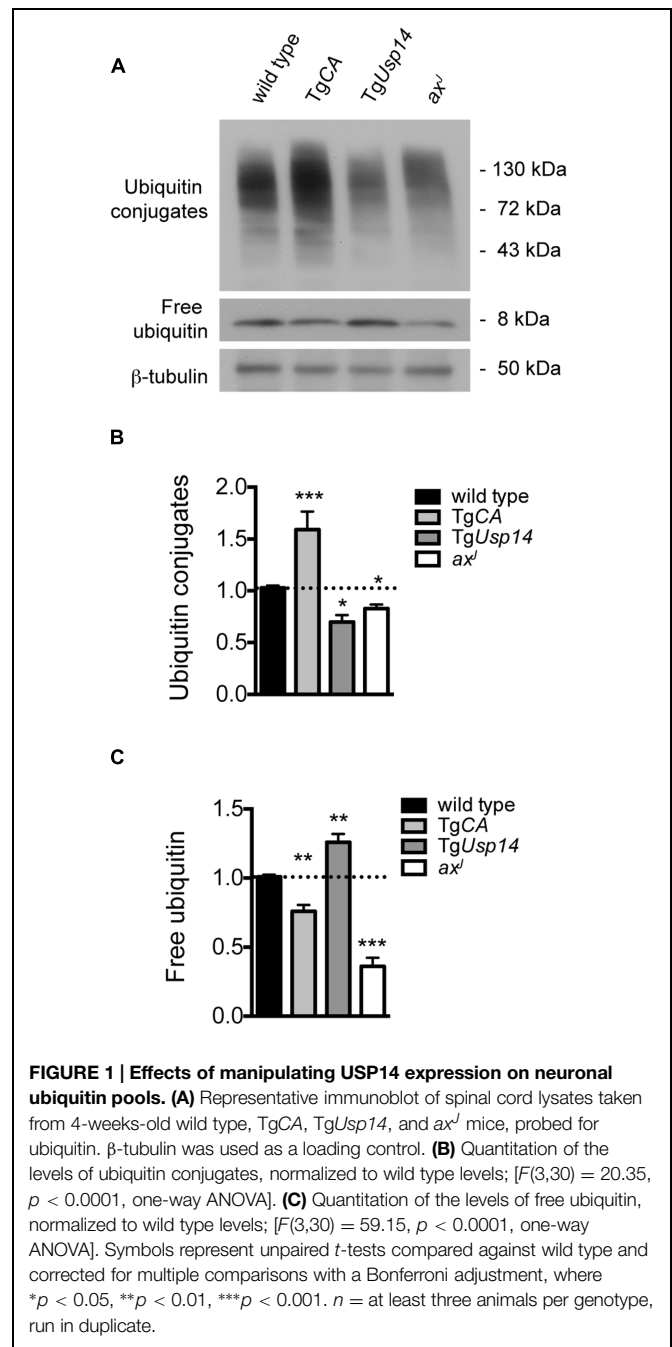 A
wild type
TgCA
TgUsp14
ax^J
Ubiquitin
conjugates
- 130 kDa
- 72 kDa
- 43 kDa
Free
ubiquitin
- 8 kDa
β-tubulin
- 50 kDa
B
Ubiquitin conjugates
2.0
1.5
1.0
0.5
0.0
***
*
*
wild type
TgCA
TgUsp14
ax^J
C
Free ubiquitin
1.5
1.0
0.5
0.0
**
**
***
wild type
TgCA
TgUsp14
ax^J
FIGURE 1 | Effects of manipulating USP14 expression on neuronal
ubiquitin pools. (A) Representative immunoblot of spinal cord lysates taken
from 4-weeks-old wild type, TgCA, TgUsp14, and ax^J mice, probed for
ubiquitin. β-tubulin was used as a loading control. (B) Quantitation of the
levels of ubiquitin conjugates, normalized to wild type levels; [F(3,30) = 20.35,
p < 0.0001, one-way ANOVA]. (C) Quantitation of the levels of free ubiquitin,
normalized to wild type levels; [F(3,30) = 59.15, p < 0.0001, one-way
ANOVA]. Symbols represent unpaired t-tests compared against wild type and
corrected for multiple comparisons with a Bonferroni adjustment, where
*p < 0.05, **p < 0.01, ***p < 0.001. n = at least three animals per genotype,
run in duplicate.